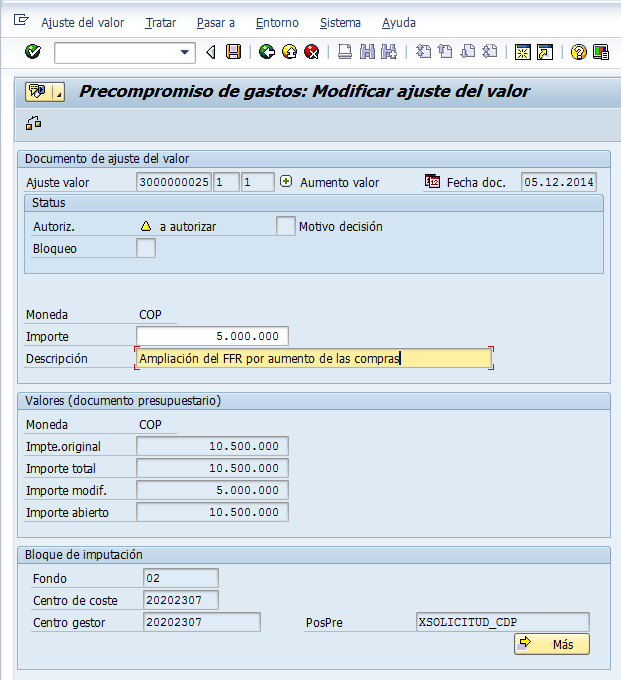 Ajuste del valor Tratar Pasar a Entorno Sistema Ayuda
Precompromiso de gastos: Modificar ajuste del valor
Documento de ajuste del valor
Ajuste valor 3000000025 1 1 Aumento valor Fecha doc. 05.12.2014
Status
Autoriz. a autorizar Motivo decisión
Bloqueo
Moneda COP
Importe 5.000.000
Descripción Ampliación del FFR por aumento de las compras
Valores (documento presupuestario)
Moneda COP
Impte.original 10.500.000
Importe total 10.500.000
Importe modif. 5.000.000
Importe abierto 10.500.000
Bloque de imputación
Fondo 02
Centro de coste 20202307
Centro gestor 20202307 PosPre XSOLICITUD_CDP
Más